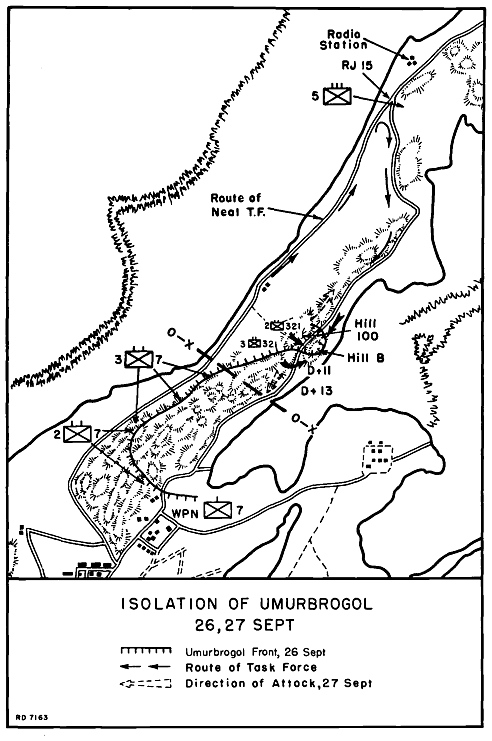 Radio
Station
RJ 15
5
Route of
Neal T.F.
2 321
3 321
Hill
100
O-X
Hill B
3 7
D+11
D+13
2 7
O-X
WPN 7
ISOLATION OF UMURBROGOL
26,27 SEPT
Umurbrogol Front, 26 Sept
Route of Task Force
Direction of Attock,27 Sept
RD 7163